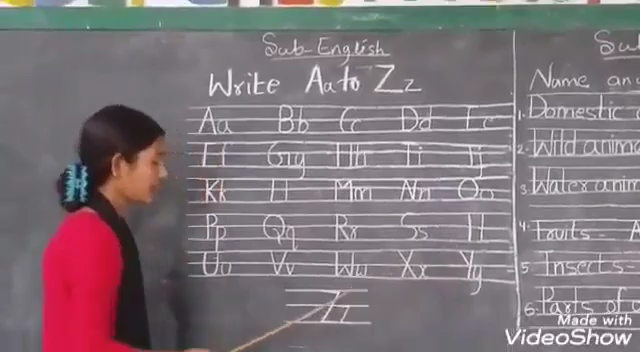 Sub-English
Write Aa to Zz
Aa Bb Cc Dd Ee
Ff Gg Hh Ii Jj
Kk Ll Mm Nn Oo
Pp Qq Rr Ss Tt
Uu Vv Ww Xx Yy
Zz
Su
Name an
1. Domestic
2. Wild anima
3. Water anim
4. Fruits - A
5. Insects -
6. Parts of
Made with
VideoShow